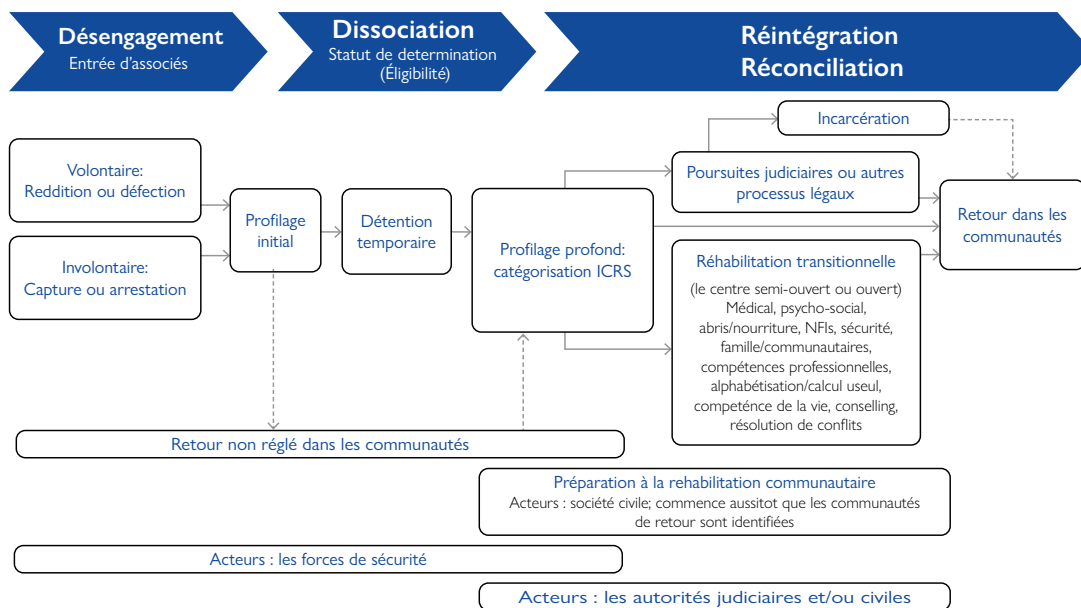 Désengagement
Entrée d'associés
Dissociation
Statut de determination
(Éligibilité)
Réintégration
Réconciliation
Volontaire:
Reddition ou défection
Involontaire:
Capture ou arrestation
Profilage
initial
Détention
temporaire
Profilage profond:
catégorisation ICRS
Incarcération
Poursuites judiciaires ou autres
processus légaux
Retour dans les
communautés
Réhabilitation transitionnelle
(le centre semi-ouvert ou ouvert)
Médical, psycho-social,
abris/nourriture, NFIs, sécurité,
famille/communautaires,
compétences professionnelles,
alphabétisation/calcul useul,
competénce de la vie, conselling,
résolution de conflits
Retour non réglé dans les communautés
Préparation à la rehabilitation communautaire
Acteurs : société civile; commence aussitot que les communautés
de retour sont identifiées
Acteurs : les forces de sécurité
Acteurs : les autorités judiciaires et/ou civiles